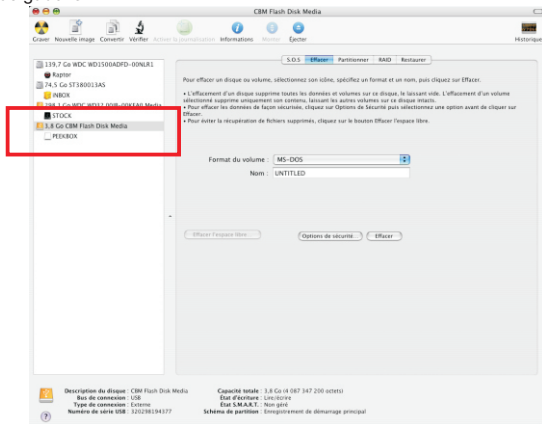 CBM Flash Disk Media
Graver Nouvelle image Convertir Vérifier Activer la journalisation Informations Monter Éjecter Historique
139,7 Go WDC WD1500ADFD-00NLR1
Raptor
74,5 Go ST380013AS
INBOX
STOCK
3,8 Go CBM Flash Disk Media
PEEKBOX
S.O.S Effacer Partitionner RAID Restaurer
Pour effacer un disque ou volume, sélectionnez son icône, spécifiez un format et un nom, puis cliquez sur Effacer.
• L'effacement d'un disque supprime toutes les données et volumes sur ce disque, le laissant vide. L'effacement d'un volume
sélectionné supprime uniquement son contenu, laissant les autres volumes sur ce disque intacts.
• Pour effacer les données de façon sécurisée, cliquez sur Options de Sécurité puis sélectionnez une option avant de cliquer sur
Effacer.
• Pour éviter la récupération de fichiers supprimés, cliquez sur le bouton Effacer l'espace libre.
Format du volume : MS-DOS
Nom : UNTITLED
Effacer l'espace libre... Options de sécurité... Effacer
Description du disque : CBM Flash Disk Media Capacité totale : 3,8 Go (4 087 347 200 octets)
Bus de connexion : USB État d'écriture : Lire/écrire
Type de connexion : Externe État S.M.A.R.T. : Non géré
Numéro de série USB : 320298194377 Schéma de partition : Enregistrement de démarrage principal